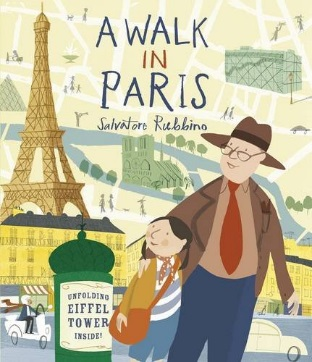 A WALK
IN
PARIS
Salvatore Rubbino
UNFOLDING
EIFFEL
TOWER
INSIDE!